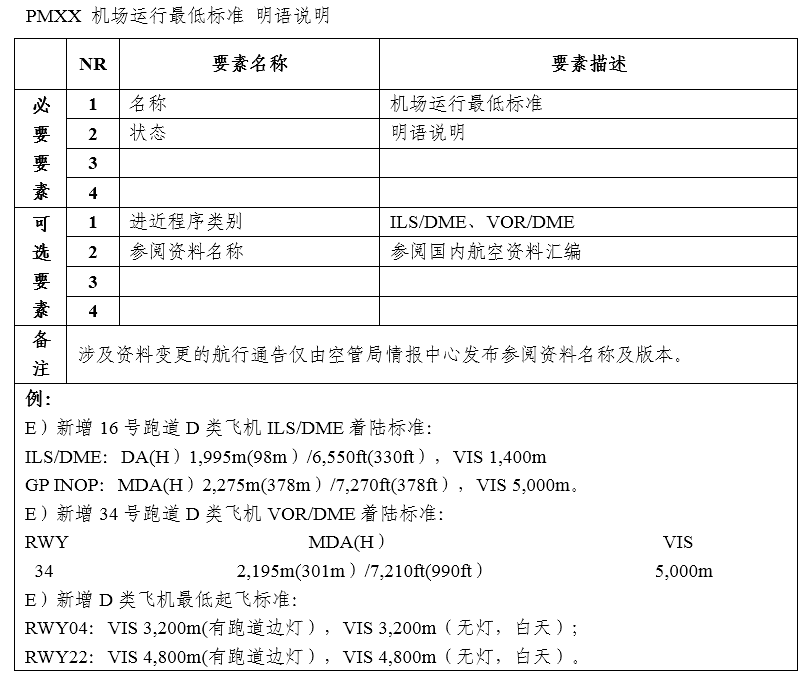 PMXX 机场运行最低标准 明语说明
NR 要素名称 要素描述
必要要素
1 名称 机场运行最低标准
2 状态 明语说明
3
4
可选要素
1 进近程序类别 ILS/DME、VOR/DME
2 参阅资料名称 参阅国内航空资料汇编
3
4
备注 涉及资料变更的航行通告仅由空管局情报中心发布参阅资料名称及版本。
例：
E）新增 16 号跑道 D 类飞机 ILS/DME 着陆标准：
ILS/DME：DA(H）1,995m(98m）/6,550ft(330ft），VIS 1,400m
GP INOP：MDA(H）2,275m(378m）/7,270ft(378ft），VIS 5,000m。
E）新增 34 号跑道 D 类飞机 VOR/DME 着陆标准：
RWY MDA(H） VIS
34 2,195m(301m）/7,210ft(990ft） 5,000m
E）新增 D 类飞机最低起飞标准：
RWY04：VIS 3,200m(有跑道边灯），VIS 3,200m（无灯，白天）；
RWY22：VIS 4,800m(有跑道边灯），VIS 4,800m（无灯，白天）。